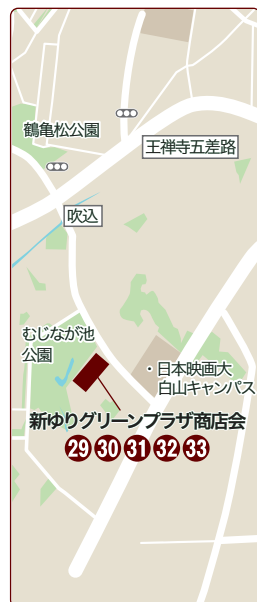 鶴亀松公園
王禅寺五差路
吹込
むじなが池
公園
・日本映画大
白山キャンパス
新ゆりグリーンプラザ商店会
29 30 31 32 33